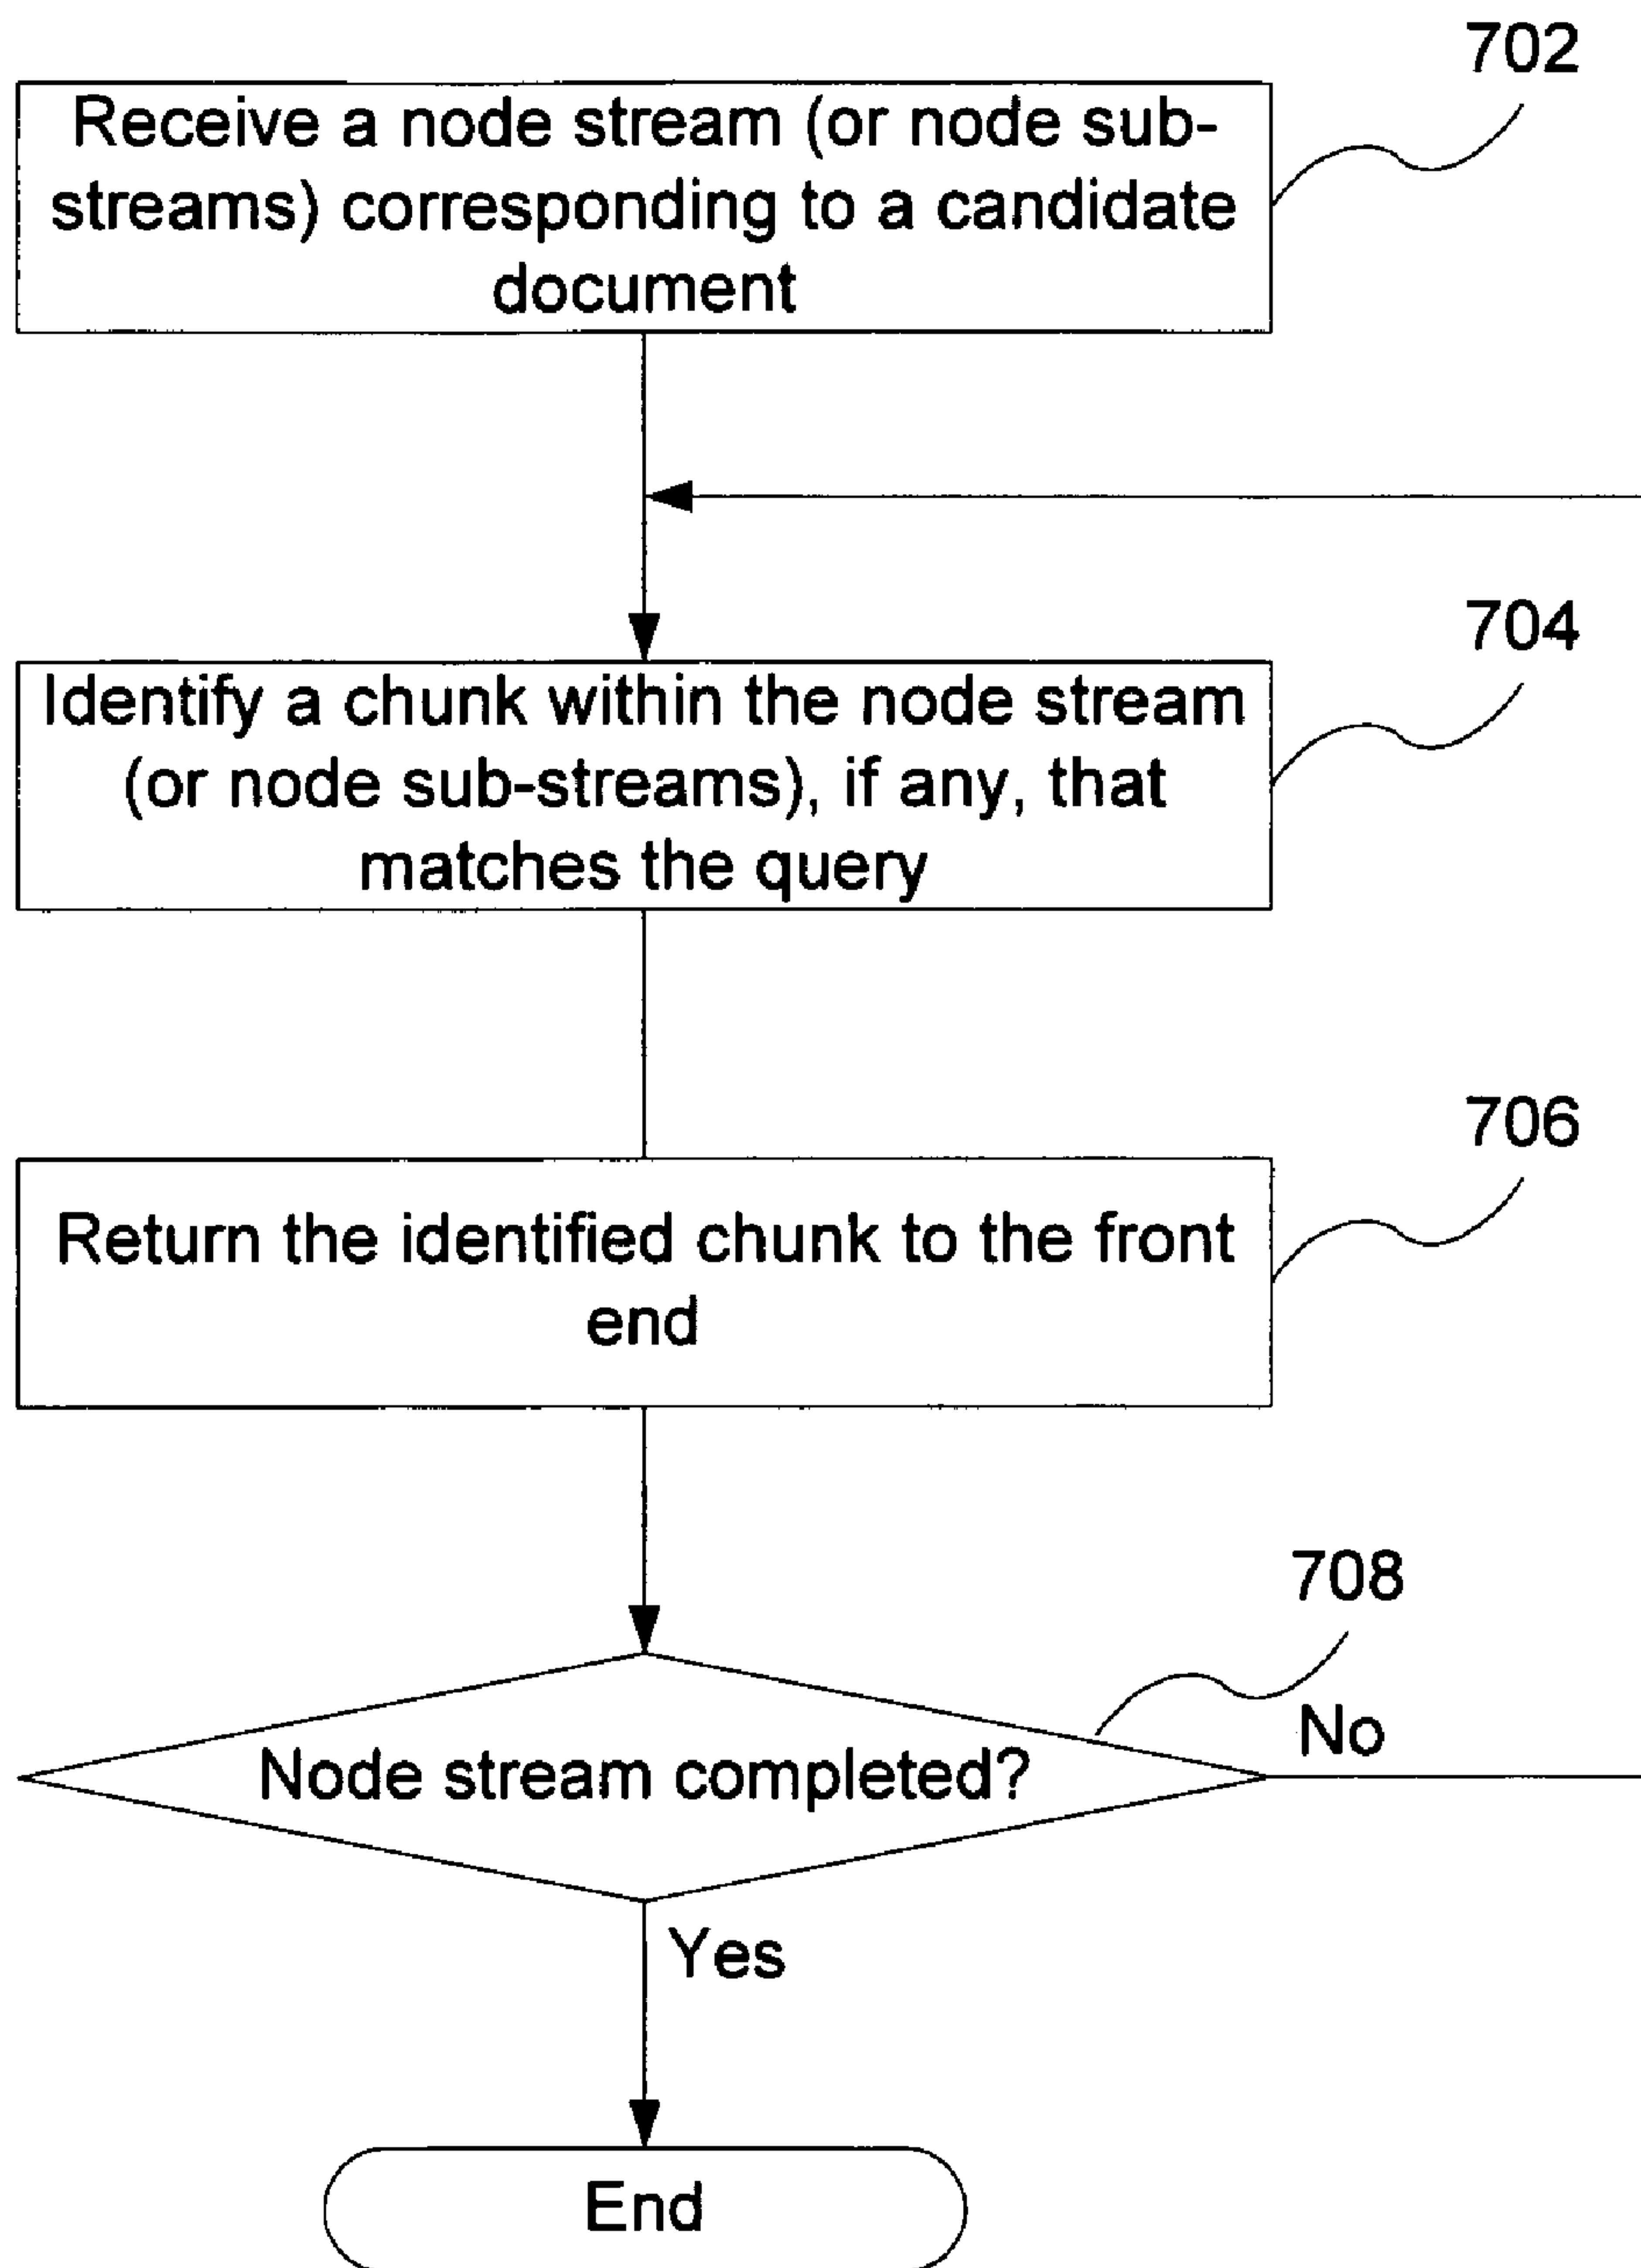 702
Receive a node stream (or node sub-
streams) corresponding to a candidate
document
704
Identify a chunk within the node stream
(or node sub-streams), if any, that
matches the query
706
Return the identified chunk to the front
end
708
No
Node stream completed?
Yes
End